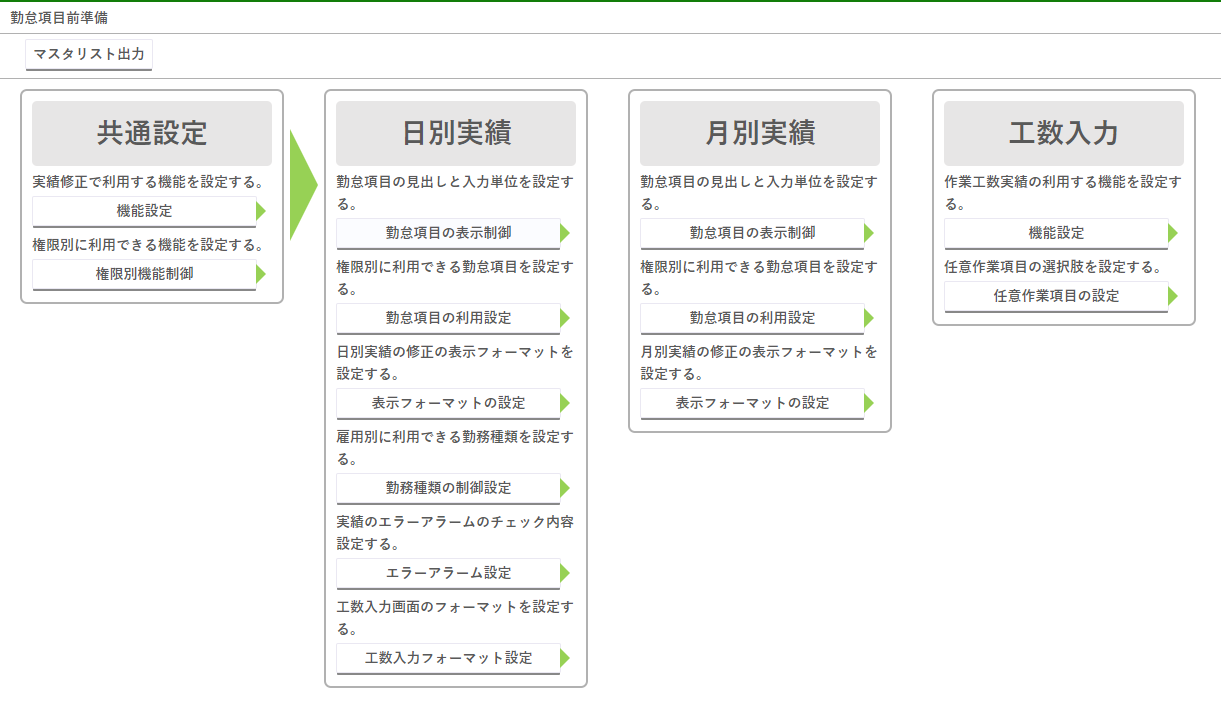 勤怠項目前準備
マスタリスト出力
共通設定
実績修正で利用する機能を設定する。
機能設定
権限別に利用できる機能を設定する。
権限別機能制御
日別実績
勤怠項目の見出しと入力単位を設定す
る。
勤怠項目の表示制御
権限別に利用できる勤怠項目を設定す
る。
勤怠項目の利用設定
日別実績の修正の表示フォーマットを
設定する。
表示フォーマットの設定
雇用別に利用できる勤務種類を設定す
る。
勤務種類の制御設定
実績のエラーアラームのチェック内容
設定する。
エラーアラーム設定
工数入力画面のフォーマットを設定す
る。
工数入力フォーマット設定
月別実績
勤怠項目の見出しと入力単位を設定す
る。
勤怠項目の表示制御
権限別に利用できる勤怠項目を設定す
る。
勤怠項目の利用設定
月別実績の修正の表示フォーマットを
設定する。
表示フォーマットの設定
工数入力
作業工数実績の利用する機能を設定す
る。
機能設定
任意作業項目の選択肢を設定する。
任意作業項目の設定